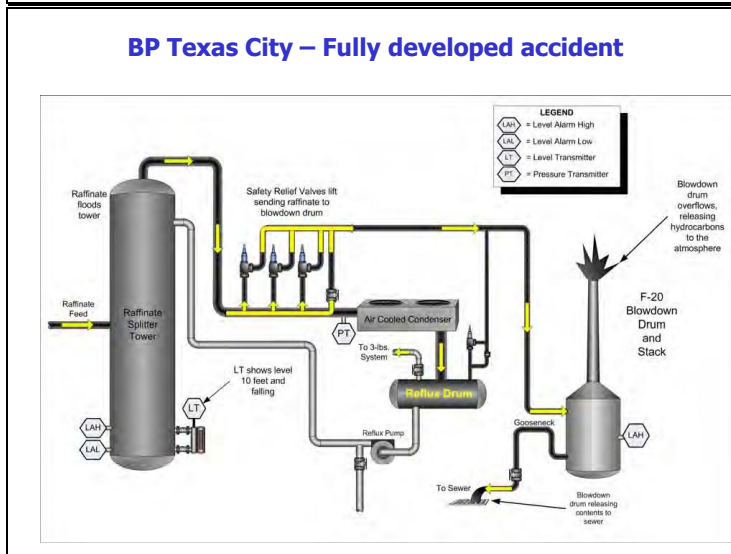 BP Texas City – Fully developed accident
LEGEND
LAH = Level Alarm High
LAL = Level Alarm Low
LT = Level Transmitter
PT = Pressure Transmitter
Raffinate
floods
tower
Safety Relief Valves lift
sending raffinate to
blowdown drum
Blowdown
drum
overflows,
releasing
hydrocarbons
to the
atmosphere
Raffinate
Feed
Raffinate
Splitter
Tower
Air Cooled Condenser
PT
F-20
Blowdown
Drum
and
Stack
To 3-lbs.
System
LT shows level
10 feet and
falling
Reflux Drum
LT
LAH
LAL
Reflux Pump
Gooseneck
LAH
To Sewer
Blowdown
drum releasing
contents to
sewer